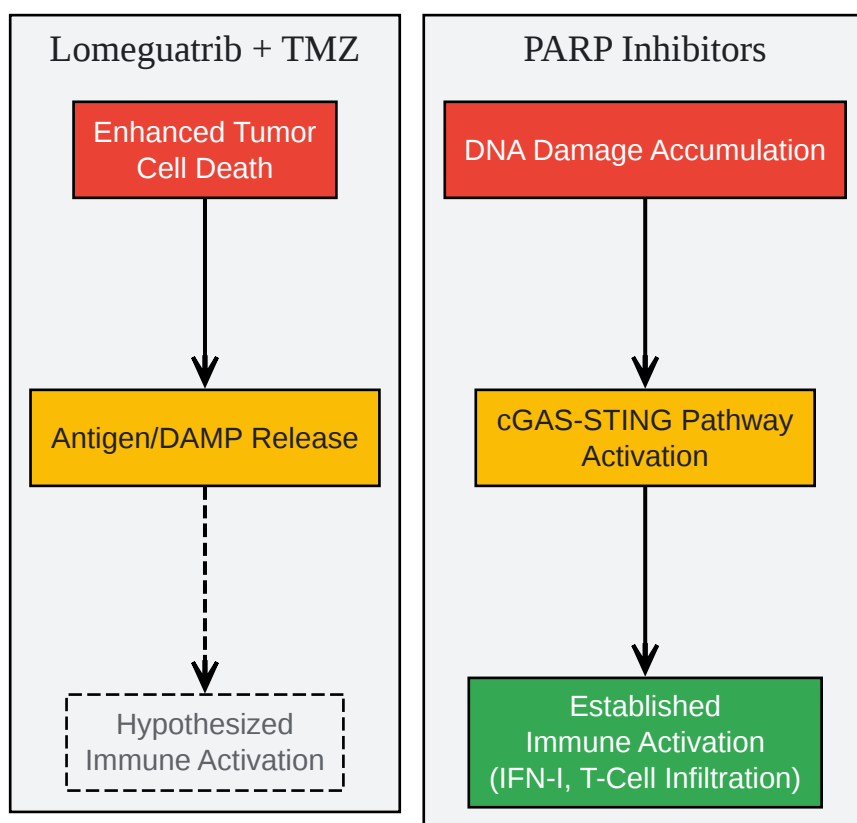 Lomeguatrib + TMZ
Enhanced Tumor
Cell Death
Antigen/DAMP Release
Hypothesized
Immune Activation
PARP Inhibitors
DNA Damage Accumulation
cGAS-STING Pathway
Activation
Established
Immune Activation
(IFN-I, T-Cell Infiltration)